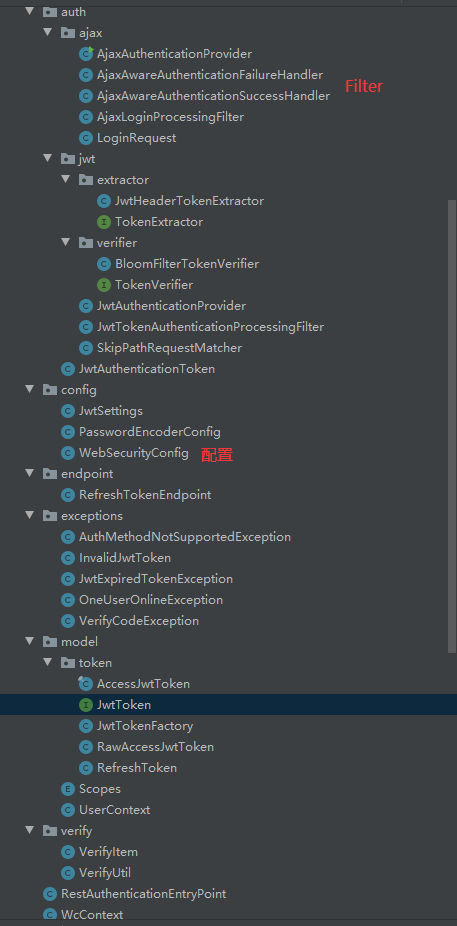 auth
ajax
AjaxAuthenticationProvider
AjaxAwareAuthenticationFailureHandler
Filter
AjaxAwareAuthenticationSuccessHandler
AjaxLoginProcessingFilter
LoginRequest
jwt
extractor
JwtHeaderTokenExtractor
TokenExtractor
verifier
BloomFilterTokenVerifier
TokenVerifier
JwtAuthenticationProvider
JwtTokenAuthenticationProcessingFilter
SkipPathRequestMatcher
JwtAuthenticationToken
config
JwtSettings
PasswordEncoderConfig
WebSecurityConfig 配置
endpoint
RefreshTokenEndpoint
exceptions
AuthMethodNotSupportedException
InvalidJwtToken
JwtExpiredTokenException
OneUserOnlineException
VerifyCodeException
model
token
AccessJwtToken
JwtToken
JwtTokenFactory
RawAccessJwtToken
RefreshToken
Scopes
UserContext
verify
VerifyItem
VerifyUtil
RestAuthenticationEntryPoint
WcContext